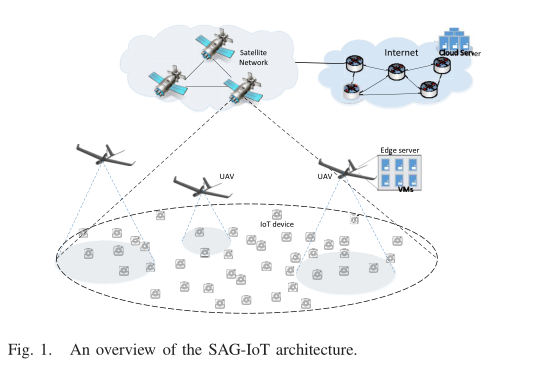 Satellite
Network
Internet
Cloud Server
UAV
UAV
Edge server
VMs
IoT device
Fig. 1. An overview of the SAG-IoT architecture.